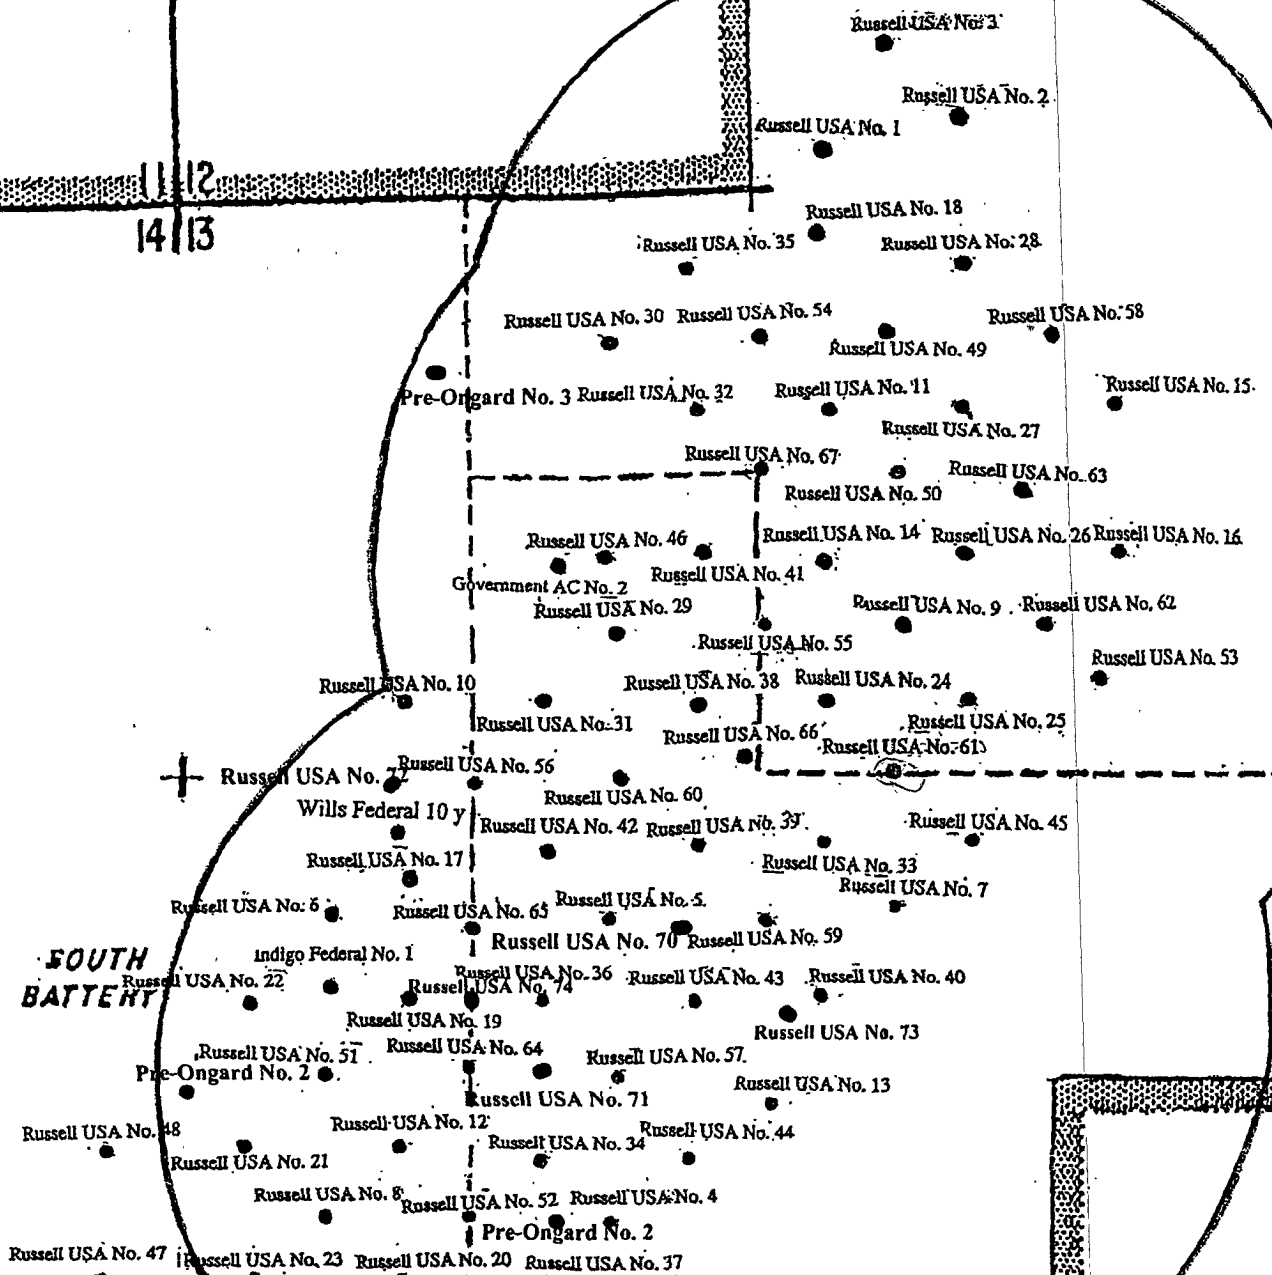 Russell USA No. 3
Russell USA No. 2
Russell USA No. 1
11 12
14 13
Russell USA No. 18
Russell USA No. 35
Russell USA No. 28
Russell USA No. 30
Russell USA No. 54
Russell USA No. 58
Russell USA No. 49
Pre-Ongard No. 3
Russell USA No. 32
Russell USA No. 11
Russell USA No. 15
Russell USA No. 27
Russell USA No. 67
Russell USA No. 63
Russell USA No. 50
Russell USA No. 46
Russell USA No. 14
Russell USA No. 26
Russell USA No. 16
Government AC No. 2
Russell USA No. 41
Russell USA No. 29
Russell USA No. 9
Russell USA No. 62
Russell USA No. 55
Russell USA No. 53
Russell USA No. 10
Russell USA No. 38
Russell USA No. 24
Russell USA No. 31
Russell USA No. 25
Russell USA No. 66
Russell USA No. 61
Russell USA No. 72
Russell USA No. 56
Russell USA No. 60
Wills Federal 10 y
Russell USA No. 42
Russell USA No. 39
Russell USA No. 45
Russell USA No. 17
Russell USA No. 33
Russell USA No. 7
Russell USA No. 6
Russell USA No. 65
Russell USA No. 5
Russell USA No. 70
Russell USA No. 59
SOUTH
BATTERY
Indigo Federal No. 1
Russell USA No. 22
Russell USA No. 36
Russell USA No. 74
Russell USA No. 43
Russell USA No. 40
Russell USA No. 19
Russell USA No. 73
Russell USA No. 51
Russell USA No. 64
Russell USA No. 57
Pre-Ongard No. 2
Russell USA No. 13
Russell USA No. 71
Russell USA No. 48
Russell USA No. 12
Russell USA No. 34
Russell USA No. 44
Russell USA No. 21
Russell USA No. 8
Russell USA No. 52
Russell USA No. 4
Pre-Ongard No. 2
Russell USA No. 47
Russell USA No. 23
Russell USA No. 20
Russell USA No. 37